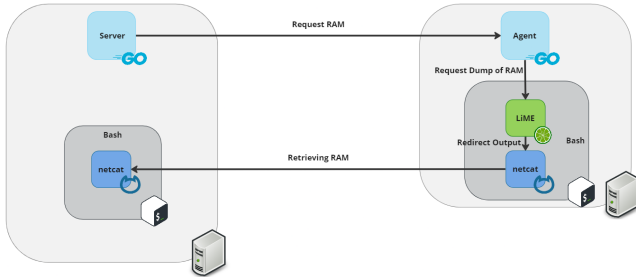 Request RAM
Server
Agent
GO
GO
Request Dump of RAM
LiME
Bash
Redirect Output
Bash
Retrieving RAM
netcat
netcat
$_
$_